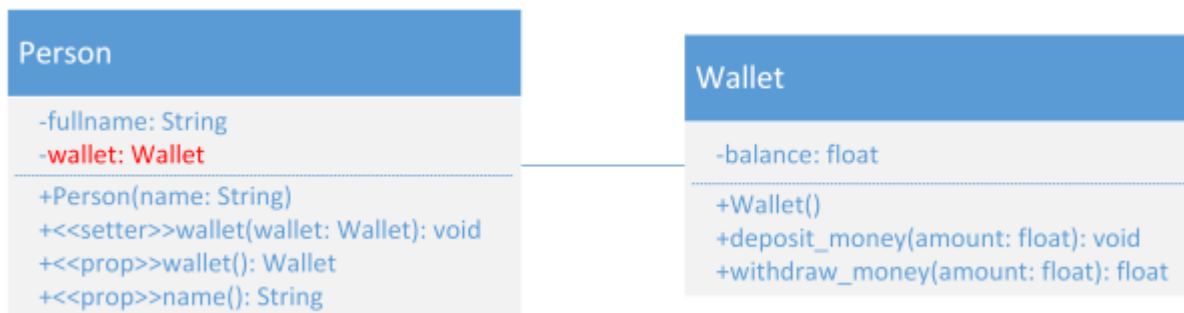 Person
-fullname: String
-wallet: Wallet
+Person(name: String)
+<<setter>>wallet(wallet: Wallet): void
+<<prop>>wallet(): Wallet
+<<prop>>name(): String
Wallet
-balance: float
+Wallet()
+deposit_money(amount: float): void
+withdraw_money(amount: float): float